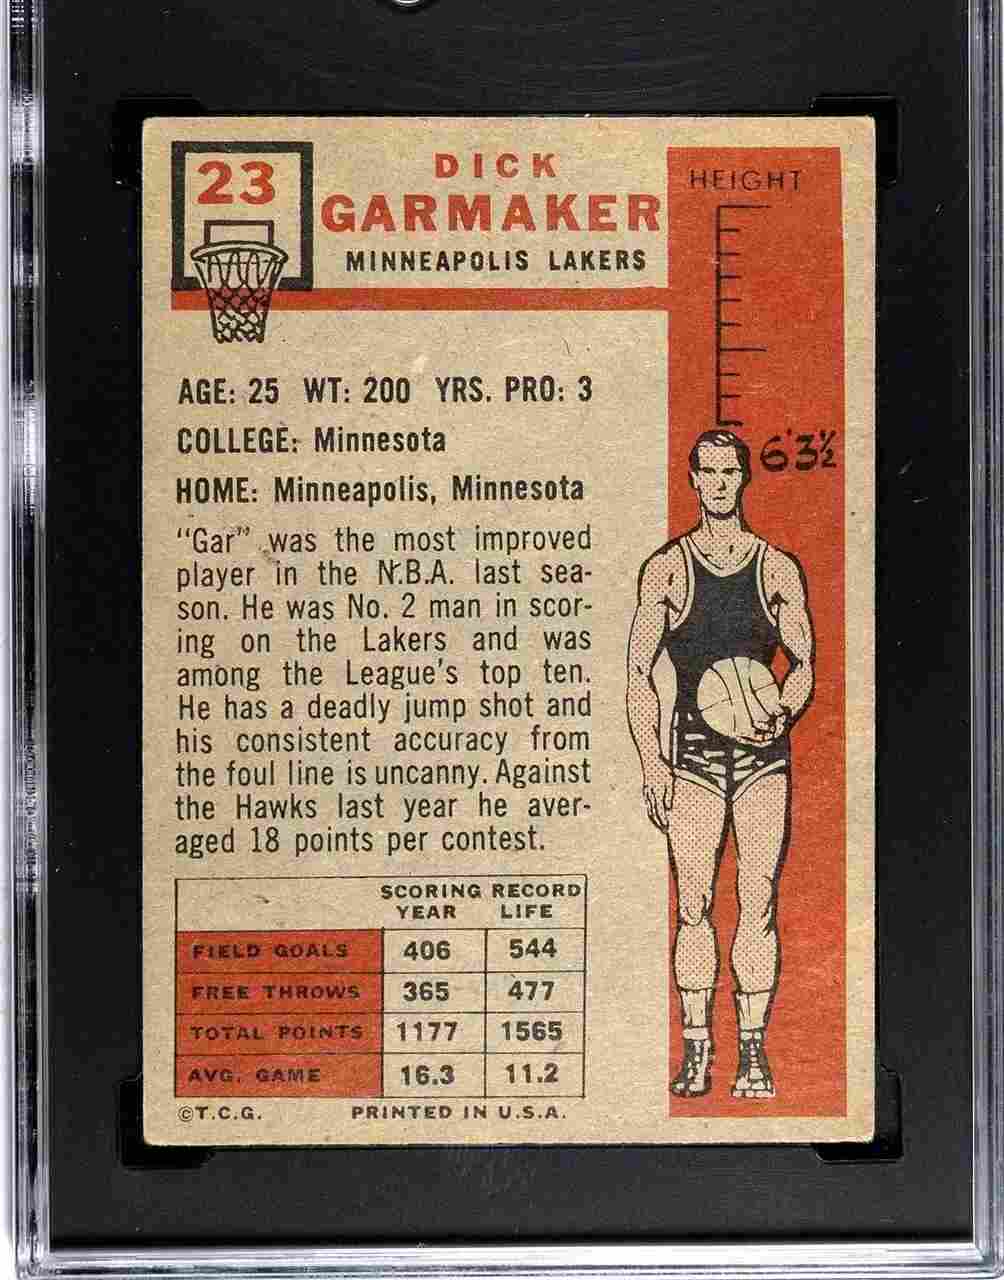 23
DICK
GARMAKER
MINNEAPOLIS LAKERS
HEIGHT
6'3½
AGE: 25 WT: 200 YRS. PRO: 3
COLLEGE: Minnesota
HOME: Minneapolis, Minnesota
"Gar" was the most improved
player in the N.B.A. last sea-
son. He was No. 2 man in scor-
ing on the Lakers and was
among the League's top ten.
He has a deadly jump shot and
his consistent accuracy from
the foul line is uncanny. Against
the Hawks last year he aver-
aged 18 points per contest.
SCORING RECORD
YEAR LIFE
FIELD GOALS 406 544
FREE THROWS 365 477
TOTAL POINTS 1177 1565
AVG. GAME 16.3 11.2
©T.C.G. PRINTED IN U.S.A.